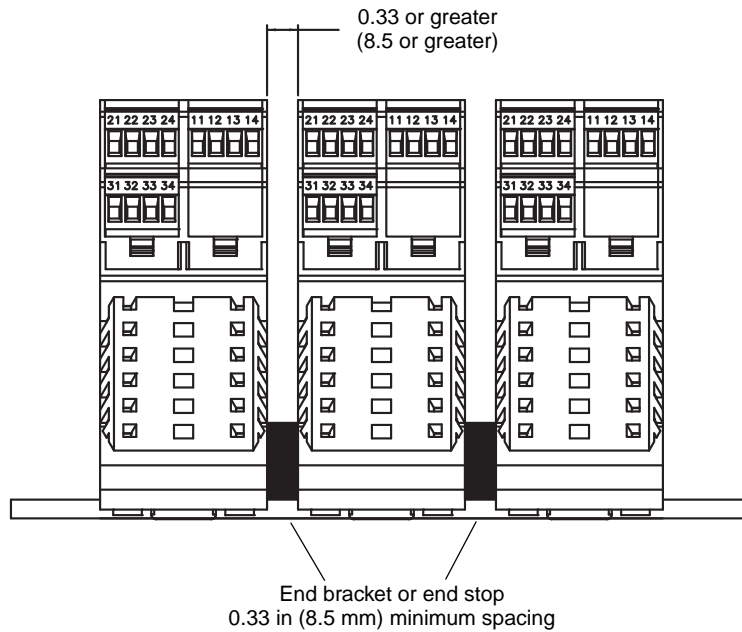 0.33 or greater
(8.5 or greater)
21 22 23 24 11 12 13 14 21 22 23 24 11 12 13 14 21 22 23 24 11 12 13 14
31 32 33 34 31 32 33 34 31 32 33 34
End bracket or end stop
0.33 in (8.5 mm) minimum spacing